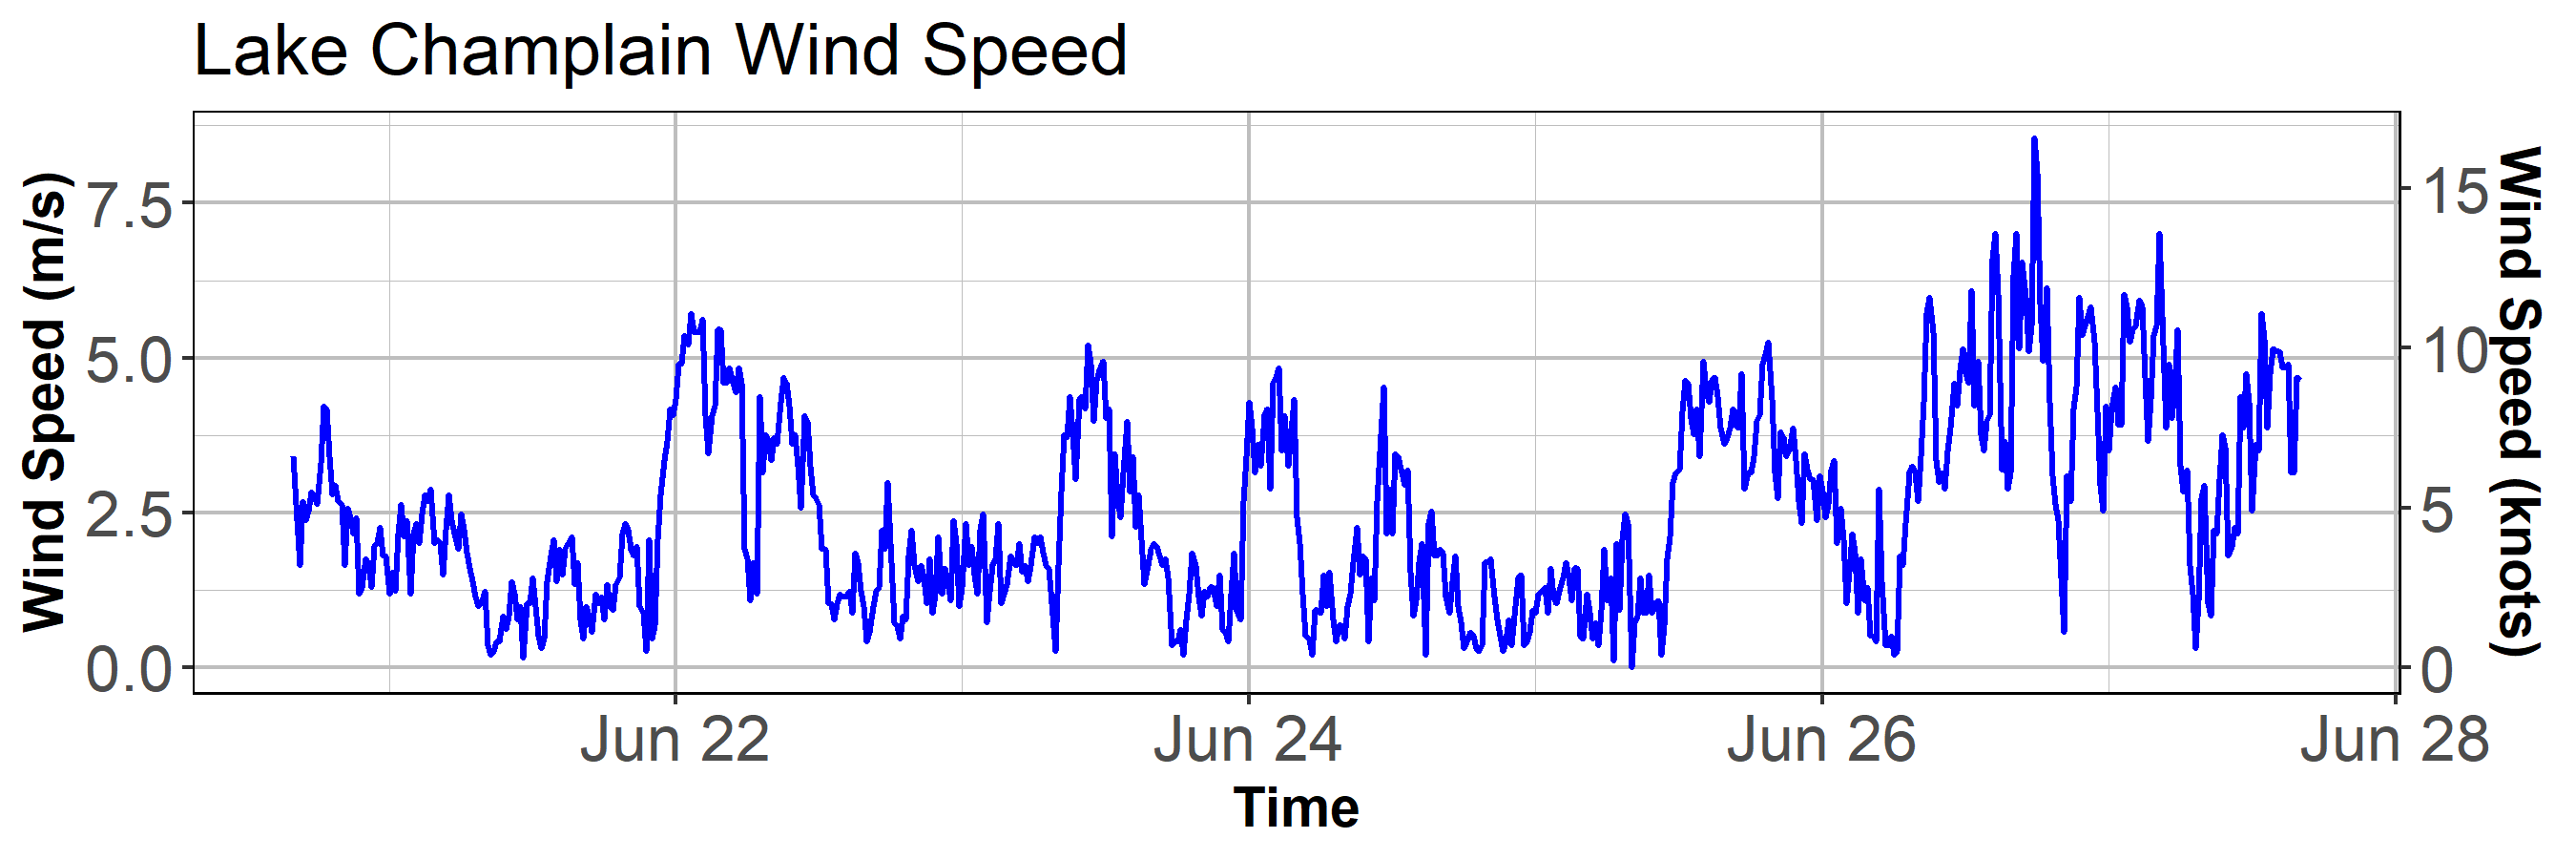 Lake Champlain Wind Speed
Wind Speed (m/s)
7.5
5.0
2.5
0.0
15
10
5
0
Wind Speed (knots)
Jun 22
Jun 24
Jun 26
Jun 28
Time